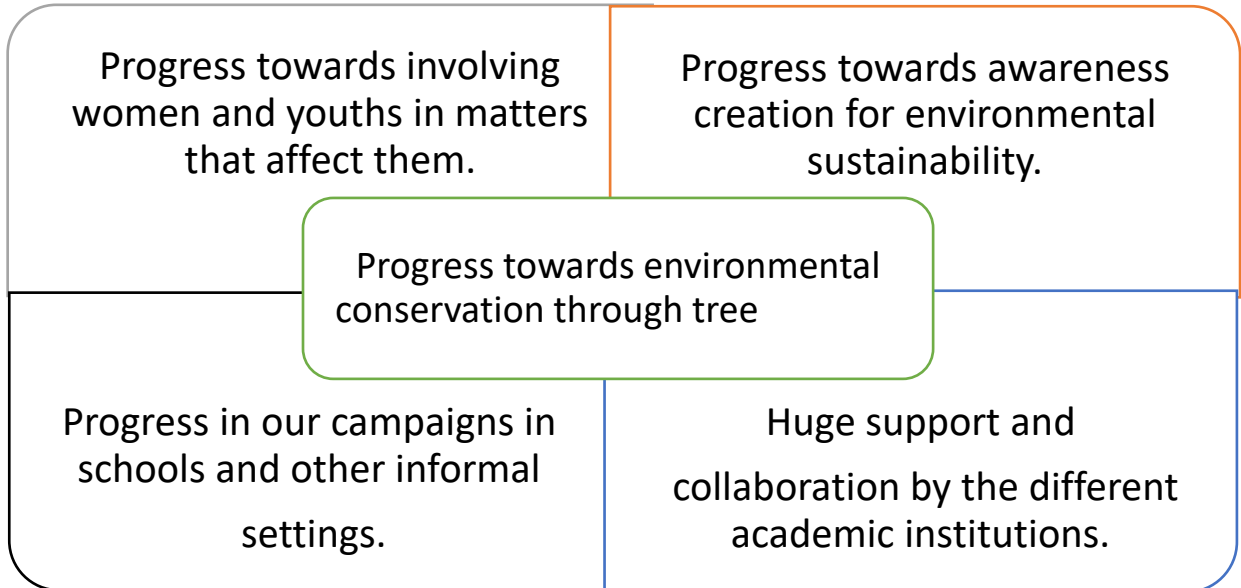 Progress towards involving
women and youths in matters
that affect them.
Progress towards awareness
creation for environmental
sustainability.
Progress towards environmental
conservation through tree
Progress in our campaigns in
schools and other informal
settings.
Huge support and
collaboration by the different
academic institutions.